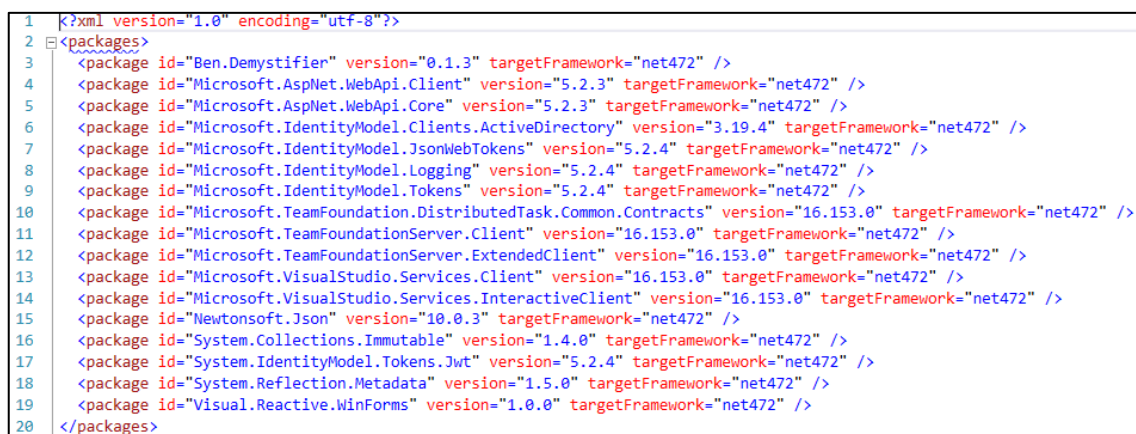 1 <?xml version="1.0" encoding="utf-8"?>
2 <packages>
3 <package id="Ben.Demystifier" version="0.1.3" targetFramework="net472" />
4 <package id="Microsoft.AspNet.WebApi.Client" version="5.2.3" targetFramework="net472" />
5 <package id="Microsoft.AspNet.WebApi.Core" version="5.2.3" targetFramework="net472" />
6 <package id="Microsoft.IdentityModel.Clients.ActiveDirectory" version="3.19.4" targetFramework="net472" />
7 <package id="Microsoft.IdentityModel.JsonWebTokens" version="5.2.4" targetFramework="net472" />
8 <package id="Microsoft.IdentityModel.Logging" version="5.2.4" targetFramework="net472" />
9 <package id="Microsoft.IdentityModel.Tokens" version="5.2.4" targetFramework="net472" />
10 <package id="Microsoft.TeamFoundation.DistributedTask.Common.Contracts" version="16.153.0" targetFramework="net472" />
11 <package id="Microsoft.TeamFoundationServer.Client" version="16.153.0" targetFramework="net472" />
12 <package id="Microsoft.TeamFoundationServer.ExtendedClient" version="16.153.0" targetFramework="net472" />
13 <package id="Microsoft.VisualStudio.Services.Client" version="16.153.0" targetFramework="net472" />
14 <package id="Microsoft.VisualStudio.Services.InteractiveClient" version="16.153.0" targetFramework="net472" />
15 <package id="Newtonsoft.Json" version="10.0.3" targetFramework="net472" />
16 <package id="System.Collections.Immutable" version="1.4.0" targetFramework="net472" />
17 <package id="System.IdentityModel.Tokens.Jwt" version="5.2.4" targetFramework="net472" />
18 <package id="System.Reflection.Metadata" version="1.5.0" targetFramework="net472" />
19 <package id="Visual.Reactive.WinForms" version="1.0.0" targetFramework="net472" />
20 </packages>